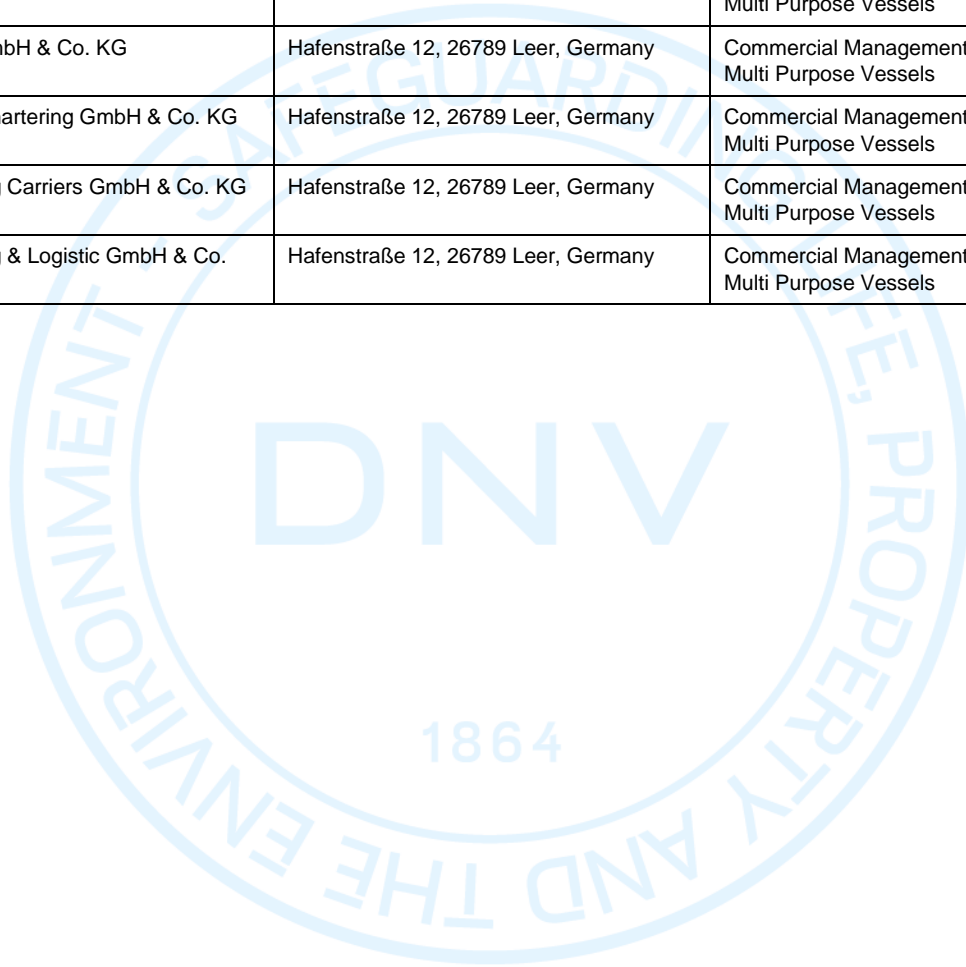 Multi Purpose Vessels
bH & Co. KG Hafenstraße 12, 26789 Leer, Germany Commercial Management
Multi Purpose Vessels
artering GmbH & Co. KG Hafenstraße 12, 26789 Leer, Germany Commercial Management
Multi Purpose Vessels
g Carriers GmbH & Co. KG Hafenstraße 12, 26789 Leer, Germany Commercial Management
Multi Purpose Vessels
g & Logistic GmbH & Co. Hafenstraße 12, 26789 Leer, Germany Commercial Management
Multi Purpose Vessels
SAFEGUARDING LIFE, PROPERTY AND THE ENVIRONMENT
DNV
1864